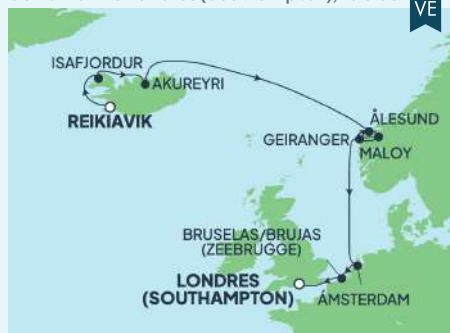 VE
ISAFJORDUR
AKUREYRI
REIKIAVIK
ÅLESUND
GEIRANGER
MALOY
BRUSELAS/BRUJAS
(ZEEBRUGGE)
LONDRES
(SOUTHAMPTON)
ÁMSTERDAM